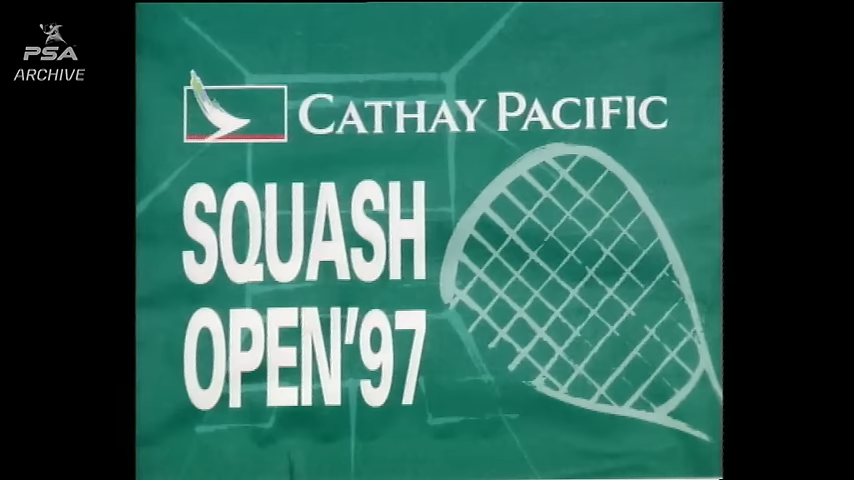 PSA
ARCHIVE
CATHAY PACIFIC
SQUASH
OPEN'97